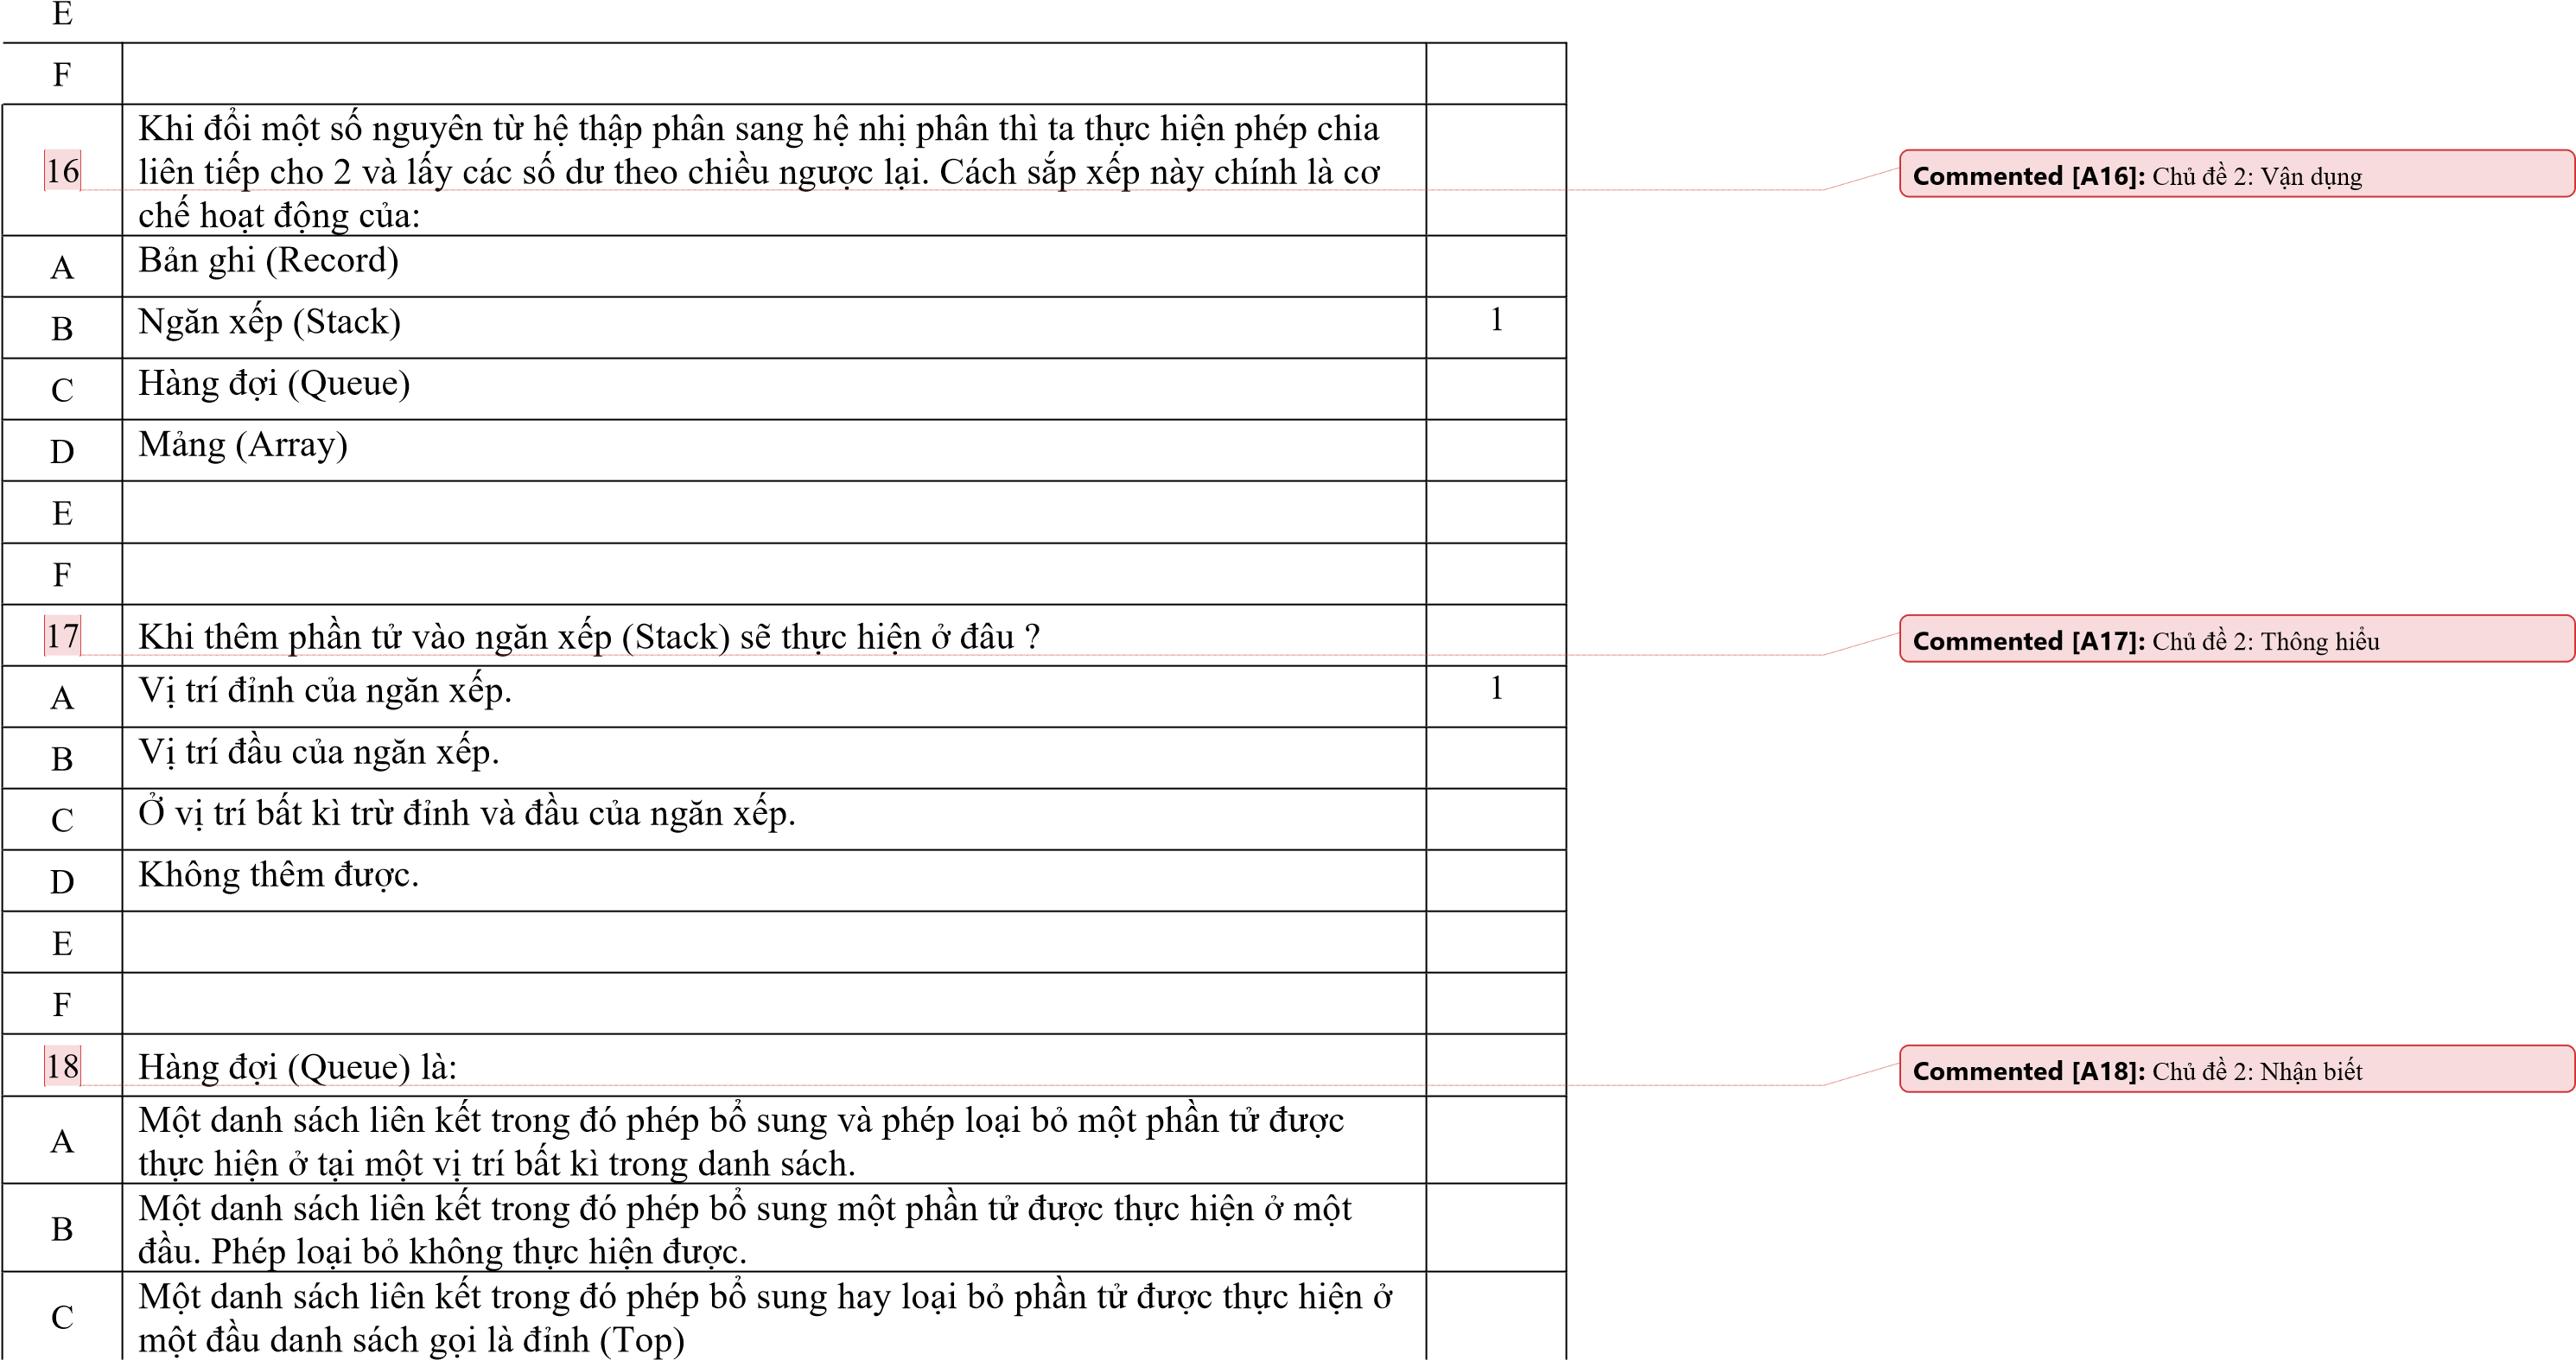 E
F
Khi đổi một số nguyên từ hệ thập phân sang hệ nhị phân thì ta thực hiện phép chia
16 liên tiếp cho 2 và lấy các số dư theo chiều ngược lại. Cách sắp xếp này chính là cơ
Commented [A16]: Chủ đề 2: Vận dụng
chế hoạt động của:
A Bản ghi (Record)
B Ngăn xếp (Stack) 1
C Hàng đợi (Queue)
D Mảng (Array)
E
F
17 Khi thêm phần tử vào ngăn xếp (Stack) sẽ thực hiện ở đâu ?
Commented [A17]: Chủ đề 2: Thông hiểu
A Vị trí đỉnh của ngăn xếp. 1
B Vị trí đầu của ngăn xếp.
C Ở vị trí bất kì trừ đỉnh và đầu của ngăn xếp.
D Không thêm được.
E
F
18 Hàng đợi (Queue) là:
Commented [A18]: Chủ đề 2: Nhận biết
A Một danh sách liên kết trong đó phép bổ sung và phép loại bỏ một phần tử được
thực hiện ở tại một vị trí bất kì trong danh sách.
B Một danh sách liên kết trong đó phép bổ sung một phần tử được thực hiện ở một
đầu. Phép loại bỏ không thực hiện được.
C Một danh sách liên kết trong đó phép bổ sung hay loại bỏ phần tử được thực hiện ở
một đầu danh sách gọi là đỉnh (Top)